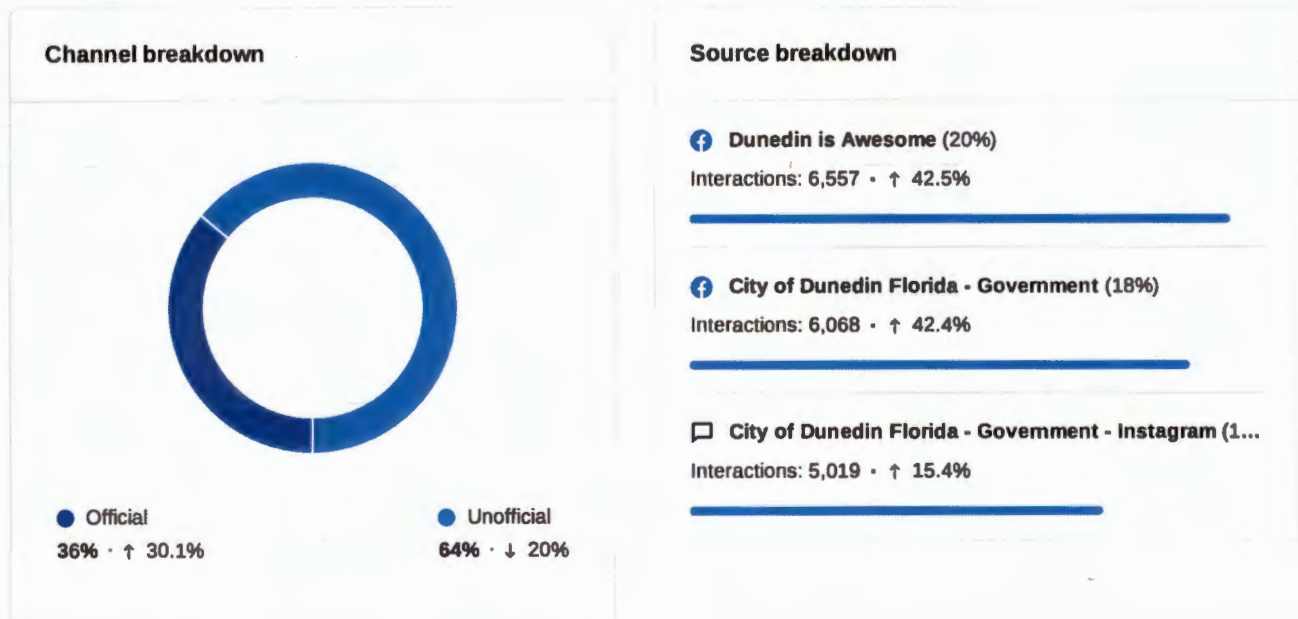 Channel breakdown
Official
36% · ↑ 30.1%
Unofficial
64% · ↓ 20%
Source breakdown
Dunedin is Awesome (20%)
Interactions: 6,557 · ↑ 42.5%
City of Dunedin Florida - Government (18%)
Interactions: 6,068 · ↑ 42.4%
City of Dunedin Florida - Government - Instagram (1...
Interactions: 5,019 · ↑ 15.4%